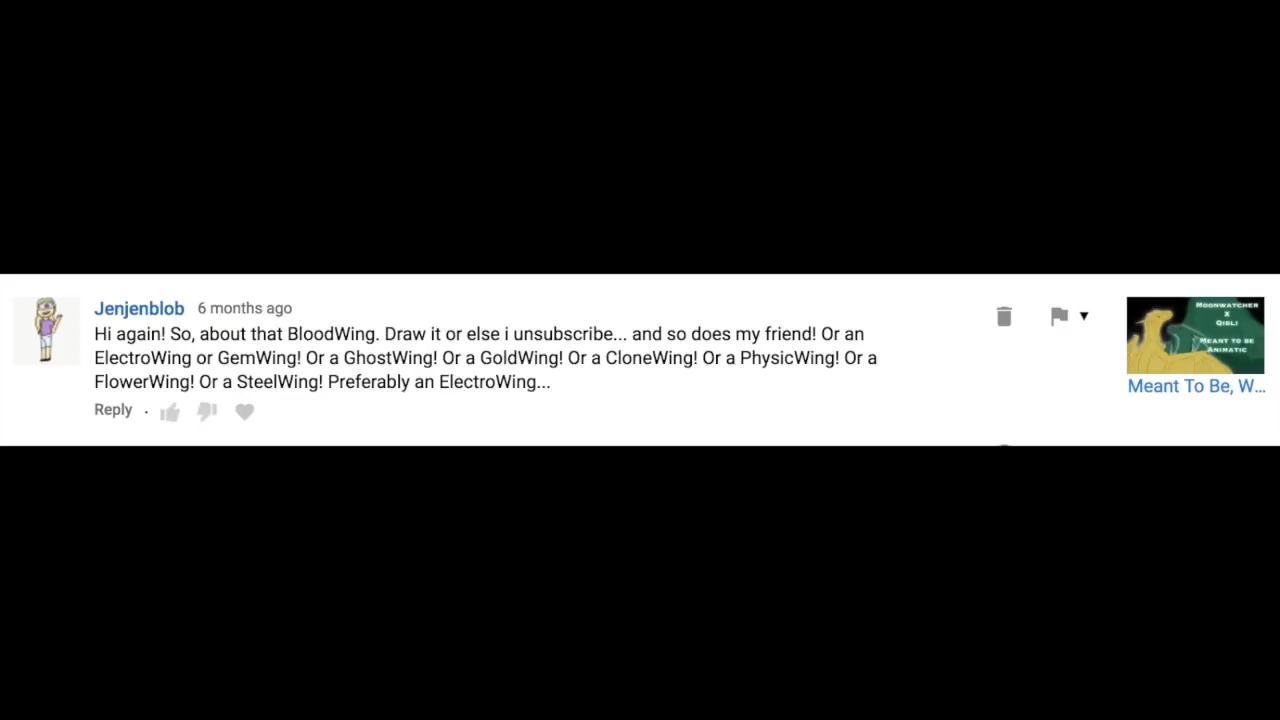 Jenjenblob 6 months ago
Hi again! So, about that BloodWing. Draw it or else i unsubscribe... and so does my friend! Or an
ElectroWing or GemWing! Or a GhostWing! Or a GoldWing! Or a CloneWing! Or a PhysicWing! Or a
FlowerWing! Or a SteelWing! Preferably an ElectroWing...
Reply .
Moonwatcher
X
Qibli
Meant to be
Animatic
Meant To Be, W...